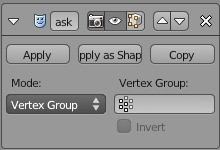 ask
Apply pply as Shap Copy
Mode: Vertex Group:
Vertex Group
Invert